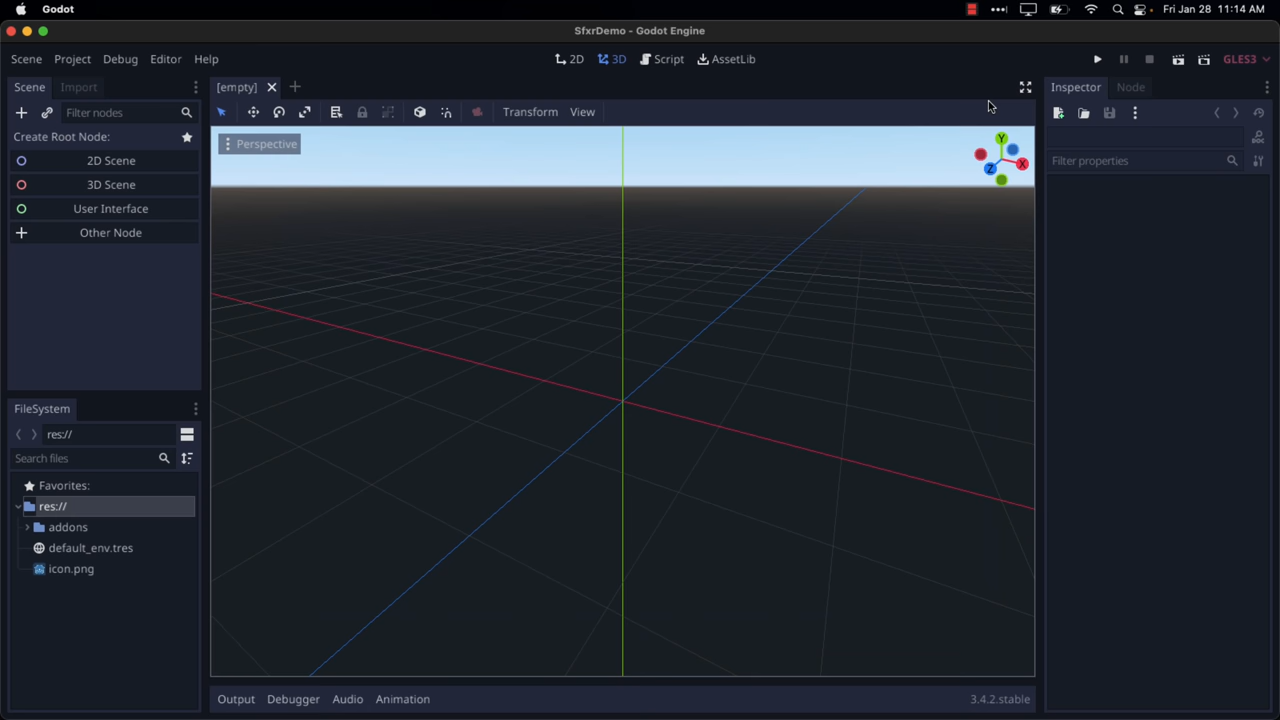 Godot
Fri Jan 28 11:14 AM
SfxrDemo - Godot Engine
Scene Project Debug Editor Help
2D 3D Script AssetLib
GLES3
Scene Import
[empty]
Inspector Node
Filter nodes
Transform View
Create Root Node:
Perspective
Y
X
Z
Filter properties
2D Scene
3D Scene
User Interface
Other Node
FileSystem
res://
Search files
Favorites:
res://
addons
default_env.tres
icon.png
Output Debugger Audio Animation
3.4.2.stable